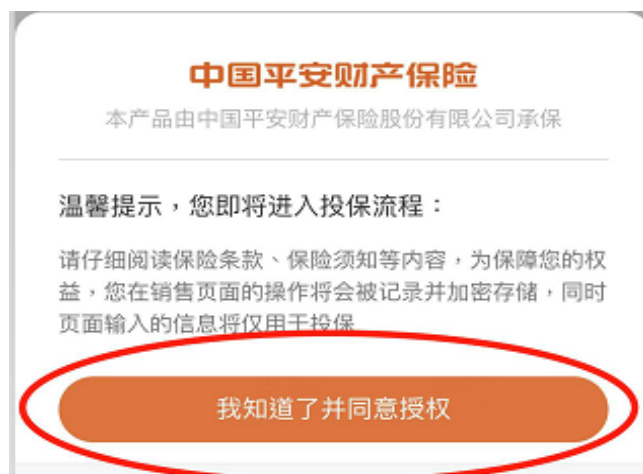 中国平安财产保险
本产品由中国平安财产保险股份有限公司承保
温馨提示，您即将进入投保流程：
请仔细阅读保险条款、保险须知等内容，为保障您的权
益，您在销售页面的操作将会被记录并加密存储，同时
页面输入的信息将仅用于投保
我知道了并同意授权